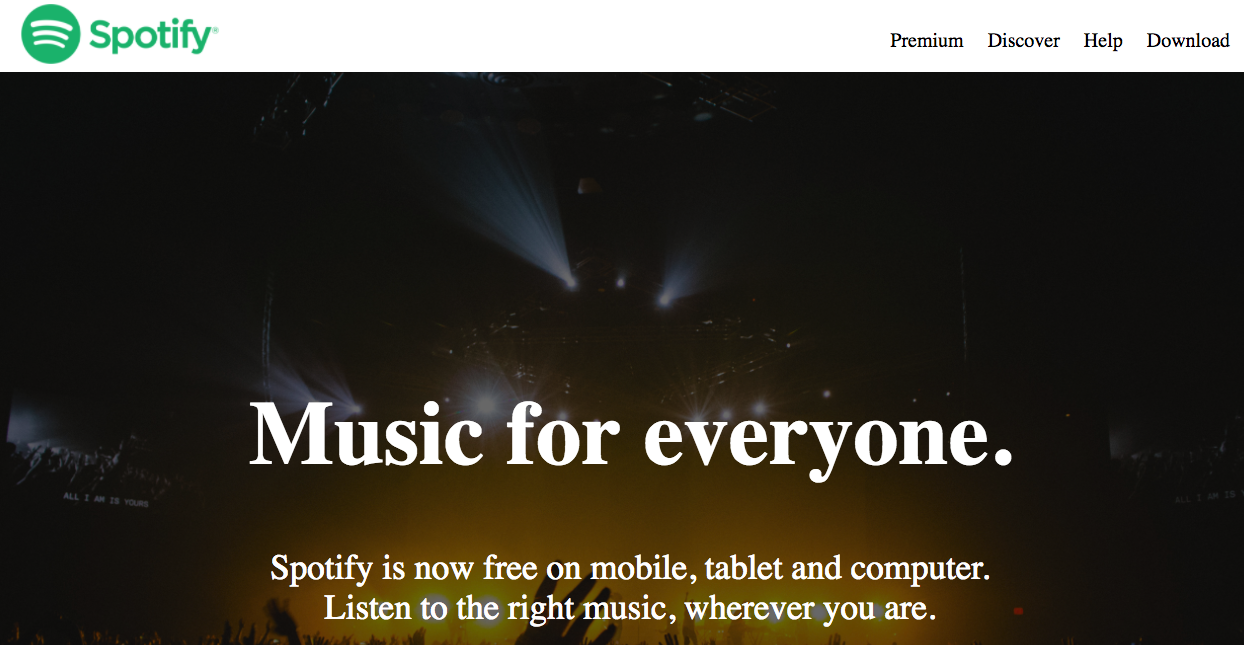 Spotify®
Premium Discover Help Download
Music for everyone.
ALL I AM IS YOURS
ALL I AM IS Y
Spotify is now free on mobile, tablet and computer.
Listen to the right music, wherever you are.